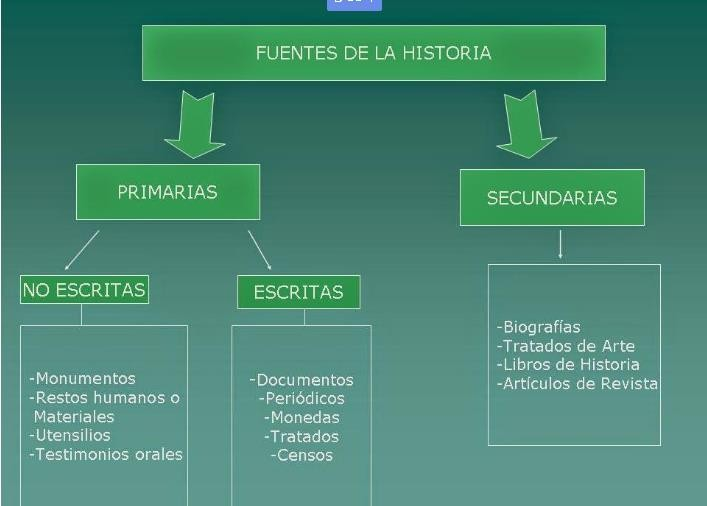 FUENTES DE LA HISTORIA
PRIMARIAS
SECUNDARIAS
NO ESCRITAS
ESCRITAS
-Monumentos
-Restos humanos o
Materiales
-Utensilios
-Testimonios orales
-Documentos
-Periódicos
-Monedas
-Tratados
-Censos
-Biografías
-Tratados de Arte
-Libros de Historia
-Artículos de Revista